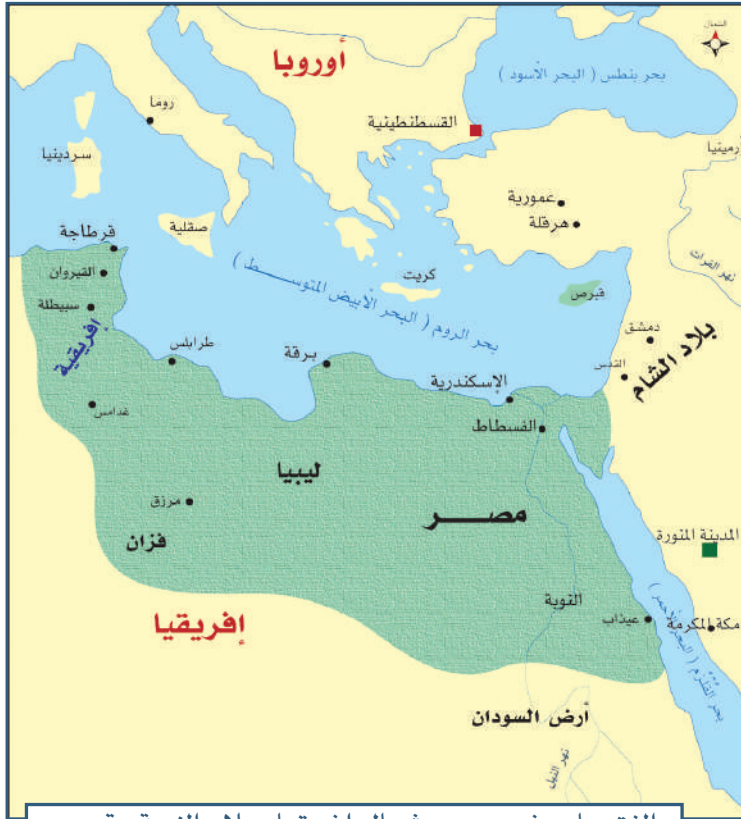 الشمال
أوروبا
بحر بنطس ( البحر الأسود )
روما
القسطنطينية
سردينيا
أرمينيا
عمورية
هرقلة
صقلية
قرطاجة
نهر الفرات
القيروان
كريت
بحر الروم ( البحر الأبيض المتوسط )
قبرص
سبيطلة
إفريقية
دمشق
بلاد الشام
القدس
طرابلس
برقة
الإسكندرية
غدامس
الفسطاط
ليبيا
مرزق
مصر
فزان
المدينة المنورة
النوبة
إفريقيا
عيذاب
مكة المكرمة
بحر القلزم ( البحر الأحمر )
أرض السودان
نهر النيل